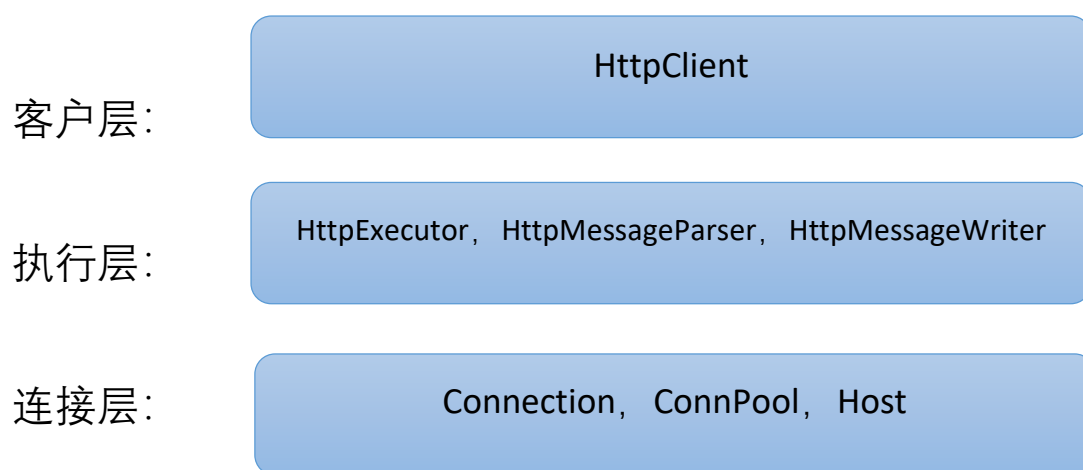 HttpClient
客户层：
HttpExecutor，HttpMessageParser，HttpMessageWriter
执行层：
Connection，ConnPool，Host
连接层：